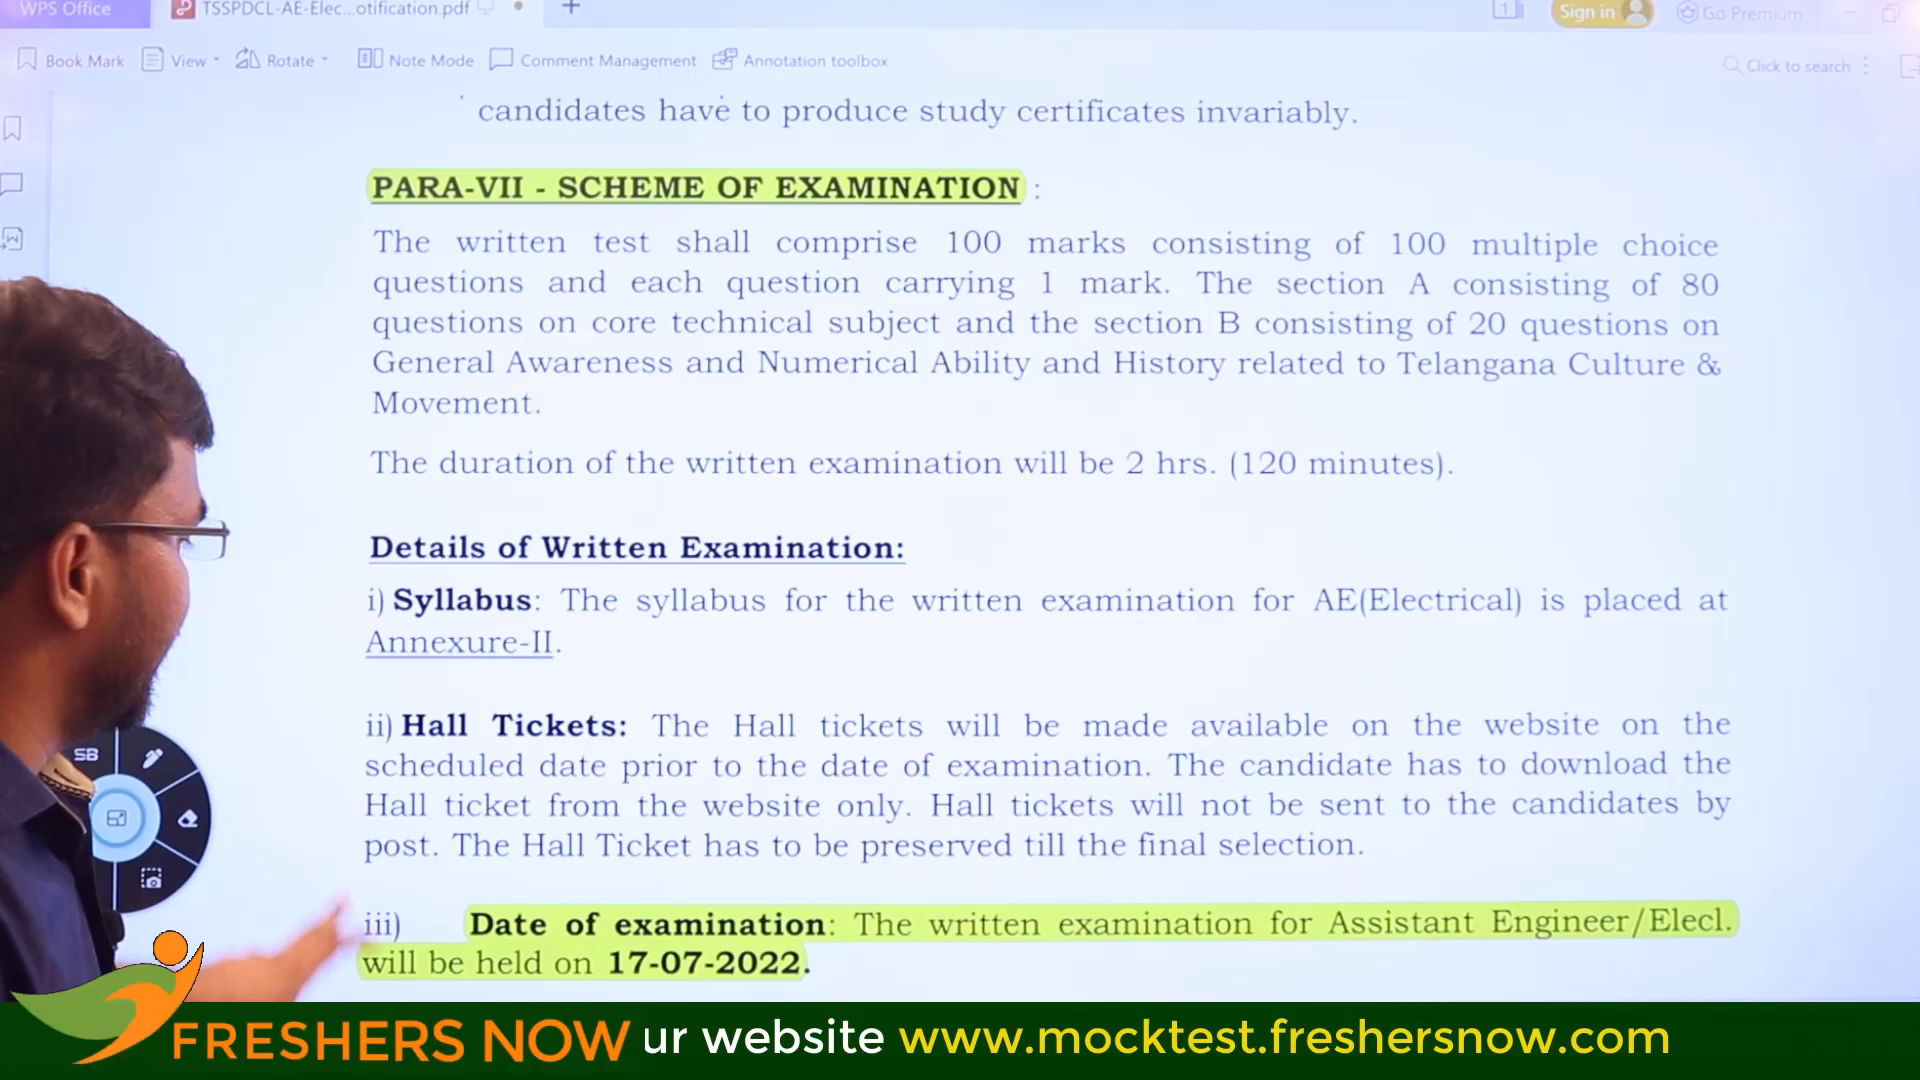 WPS Office TSSPDCL-AE-Elec...otification.pdf + 1 Sign in Go Premium
Book Mark View Rotate Note Mode Comment Management Annotation toolbox Click to search
candidates have to produce study certificates invariably.
PARA-VII - SCHEME OF EXAMINATION :
The written test shall comprise 100 marks consisting of 100 multiple choice
questions and each question carrying 1 mark. The section A consisting of 80
questions on core technical subject and the section B consisting of 20 questions on
General Awareness and Numerical Ability and History related to Telangana Culture &
Movement.
The duration of the written examination will be 2 hrs. (120 minutes).
Details of Written Examination:
i) Syllabus: The syllabus for the written examination for AE(Electrical) is placed at
Annexure-II.
ii) Hall Tickets: The Hall tickets will be made available on the website on the
scheduled date prior to the date of examination. The candidate has to download the
Hall ticket from the website only. Hall tickets will not be sent to the candidates by
post. The Hall Ticket has to be preserved till the final selection.
SB
iii) Date of examination: The written examination for Assistant Engineer/Elecl.
will be held on 17-07-2022.
FRESHERS NOW ur website www.mocktest.freshersnow.com